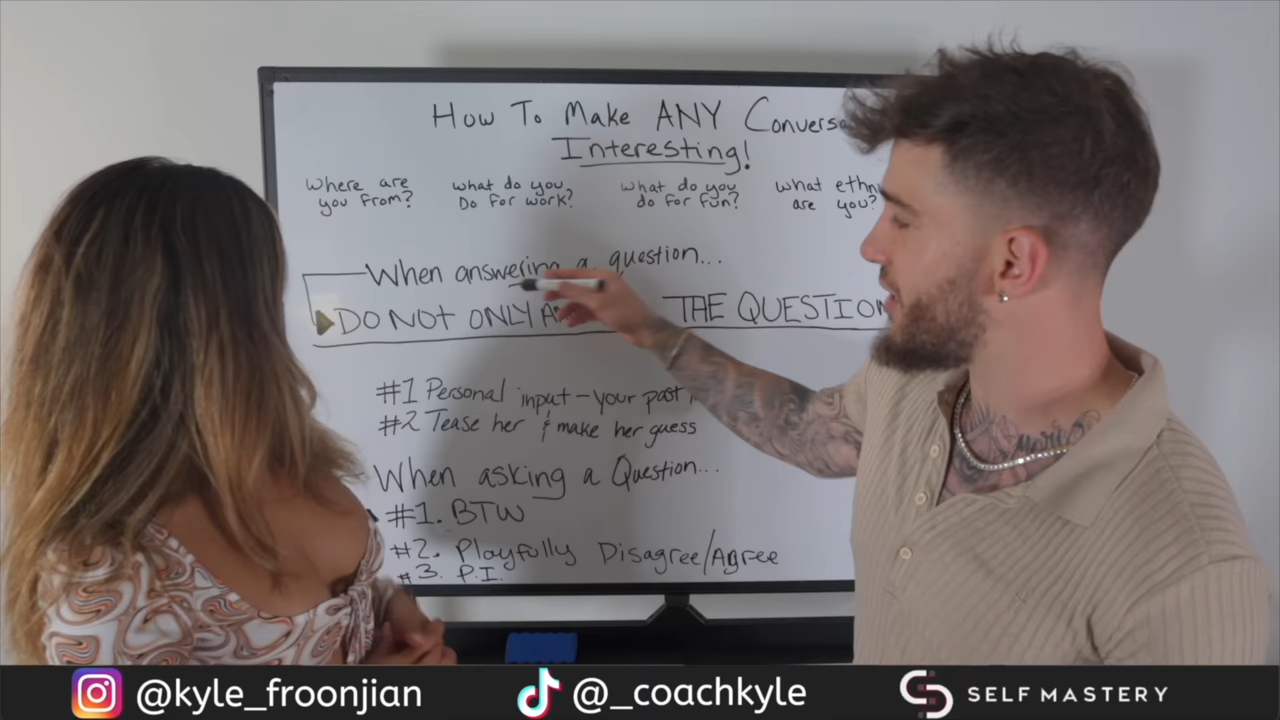 How To Make ANY Conversa
Interesting!
Where are
you from?
what do you
Do for work?
What do you
do for fun?
what ethn
are you?
When answering a question...
DO NOT ONLY A THE QUESTION
#1 Personal input - your past
#2 Tease her & make her guess
When asking a Question...
#1. BTW
#2. Playfully Disagree/Agree
#3. P.I.
@kyle_froonjian
@_coachkyle
SELF MASTERY